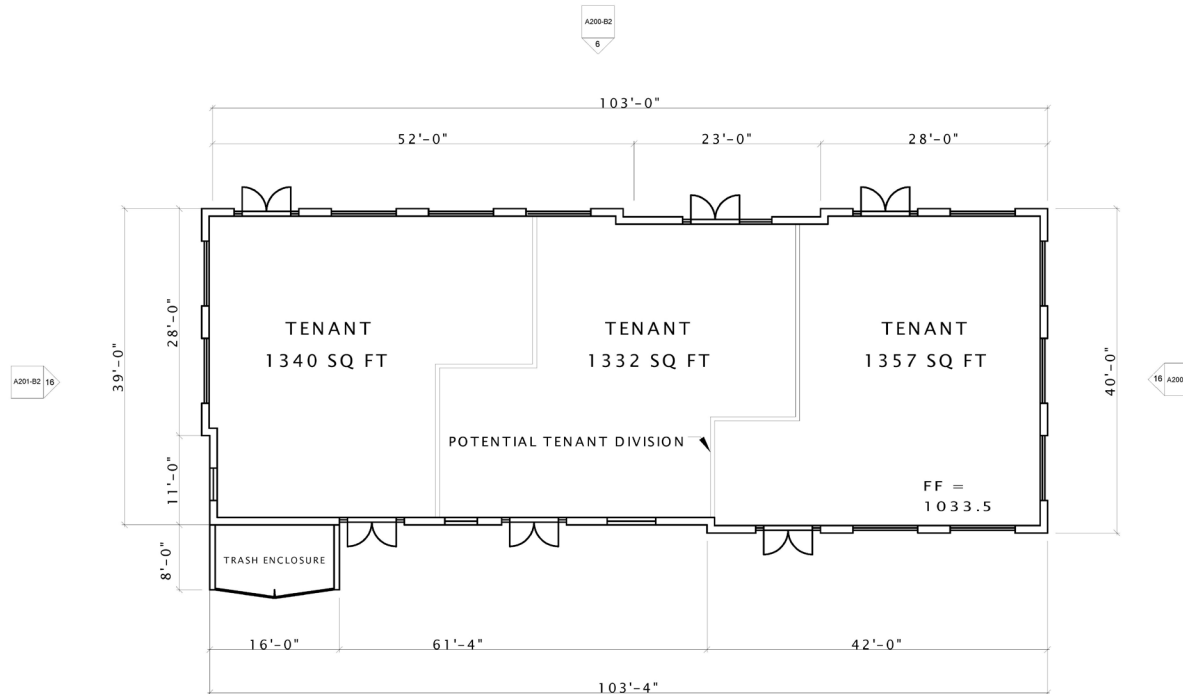 A200-B2
6
103'-0"
52'-0"
23'-0"
28'-0"
TENANT
1340 SQ FT
TENANT
1332 SQ FT
TENANT
1357 SQ FT
28'-0"
39'-0"
40'-0"
A201-B2
16
16
A200
POTENTIAL TENANT DIVISION
11'-0"
FF =
1033.5
8'-0"
TRASH ENCLOSURE
16'-0"
61'-4"
42'-0"
103'-4"